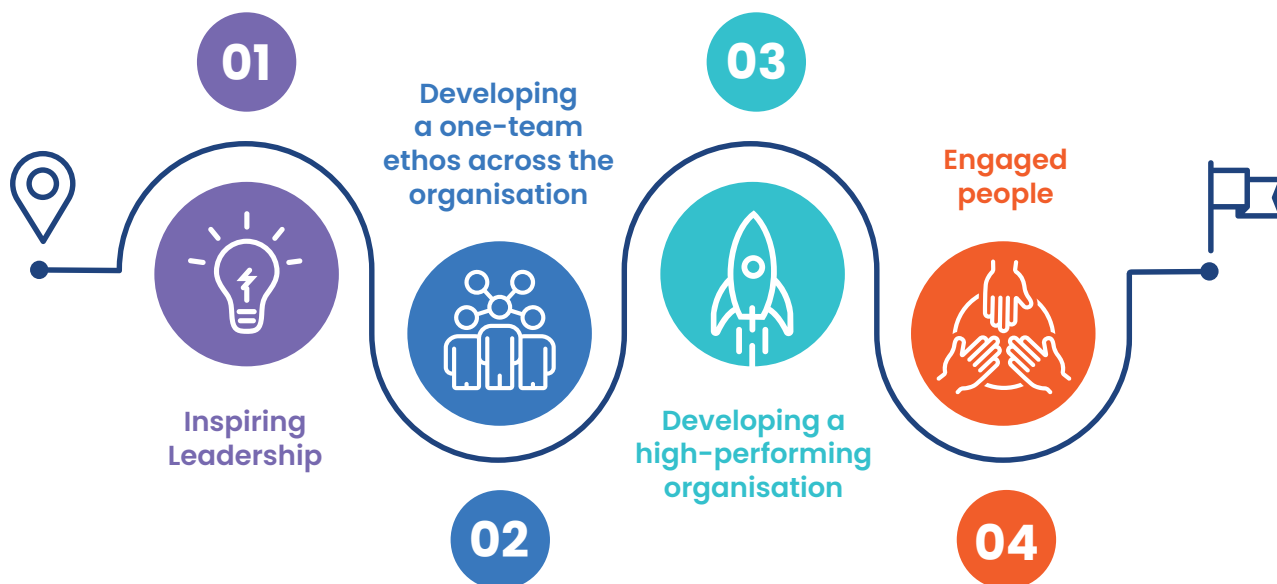 01
Inspiring
Leadership
Developing
a one-team
ethos across the
organisation
02
03
Developing a
high-performing
organisation
Engaged
people
04